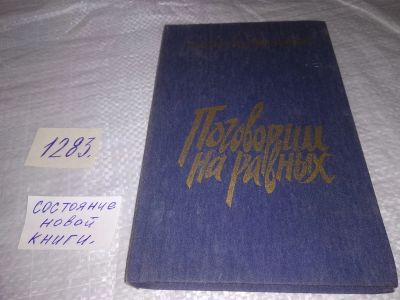 Поговорим
на равных
1283.
состояние
новой
книги.